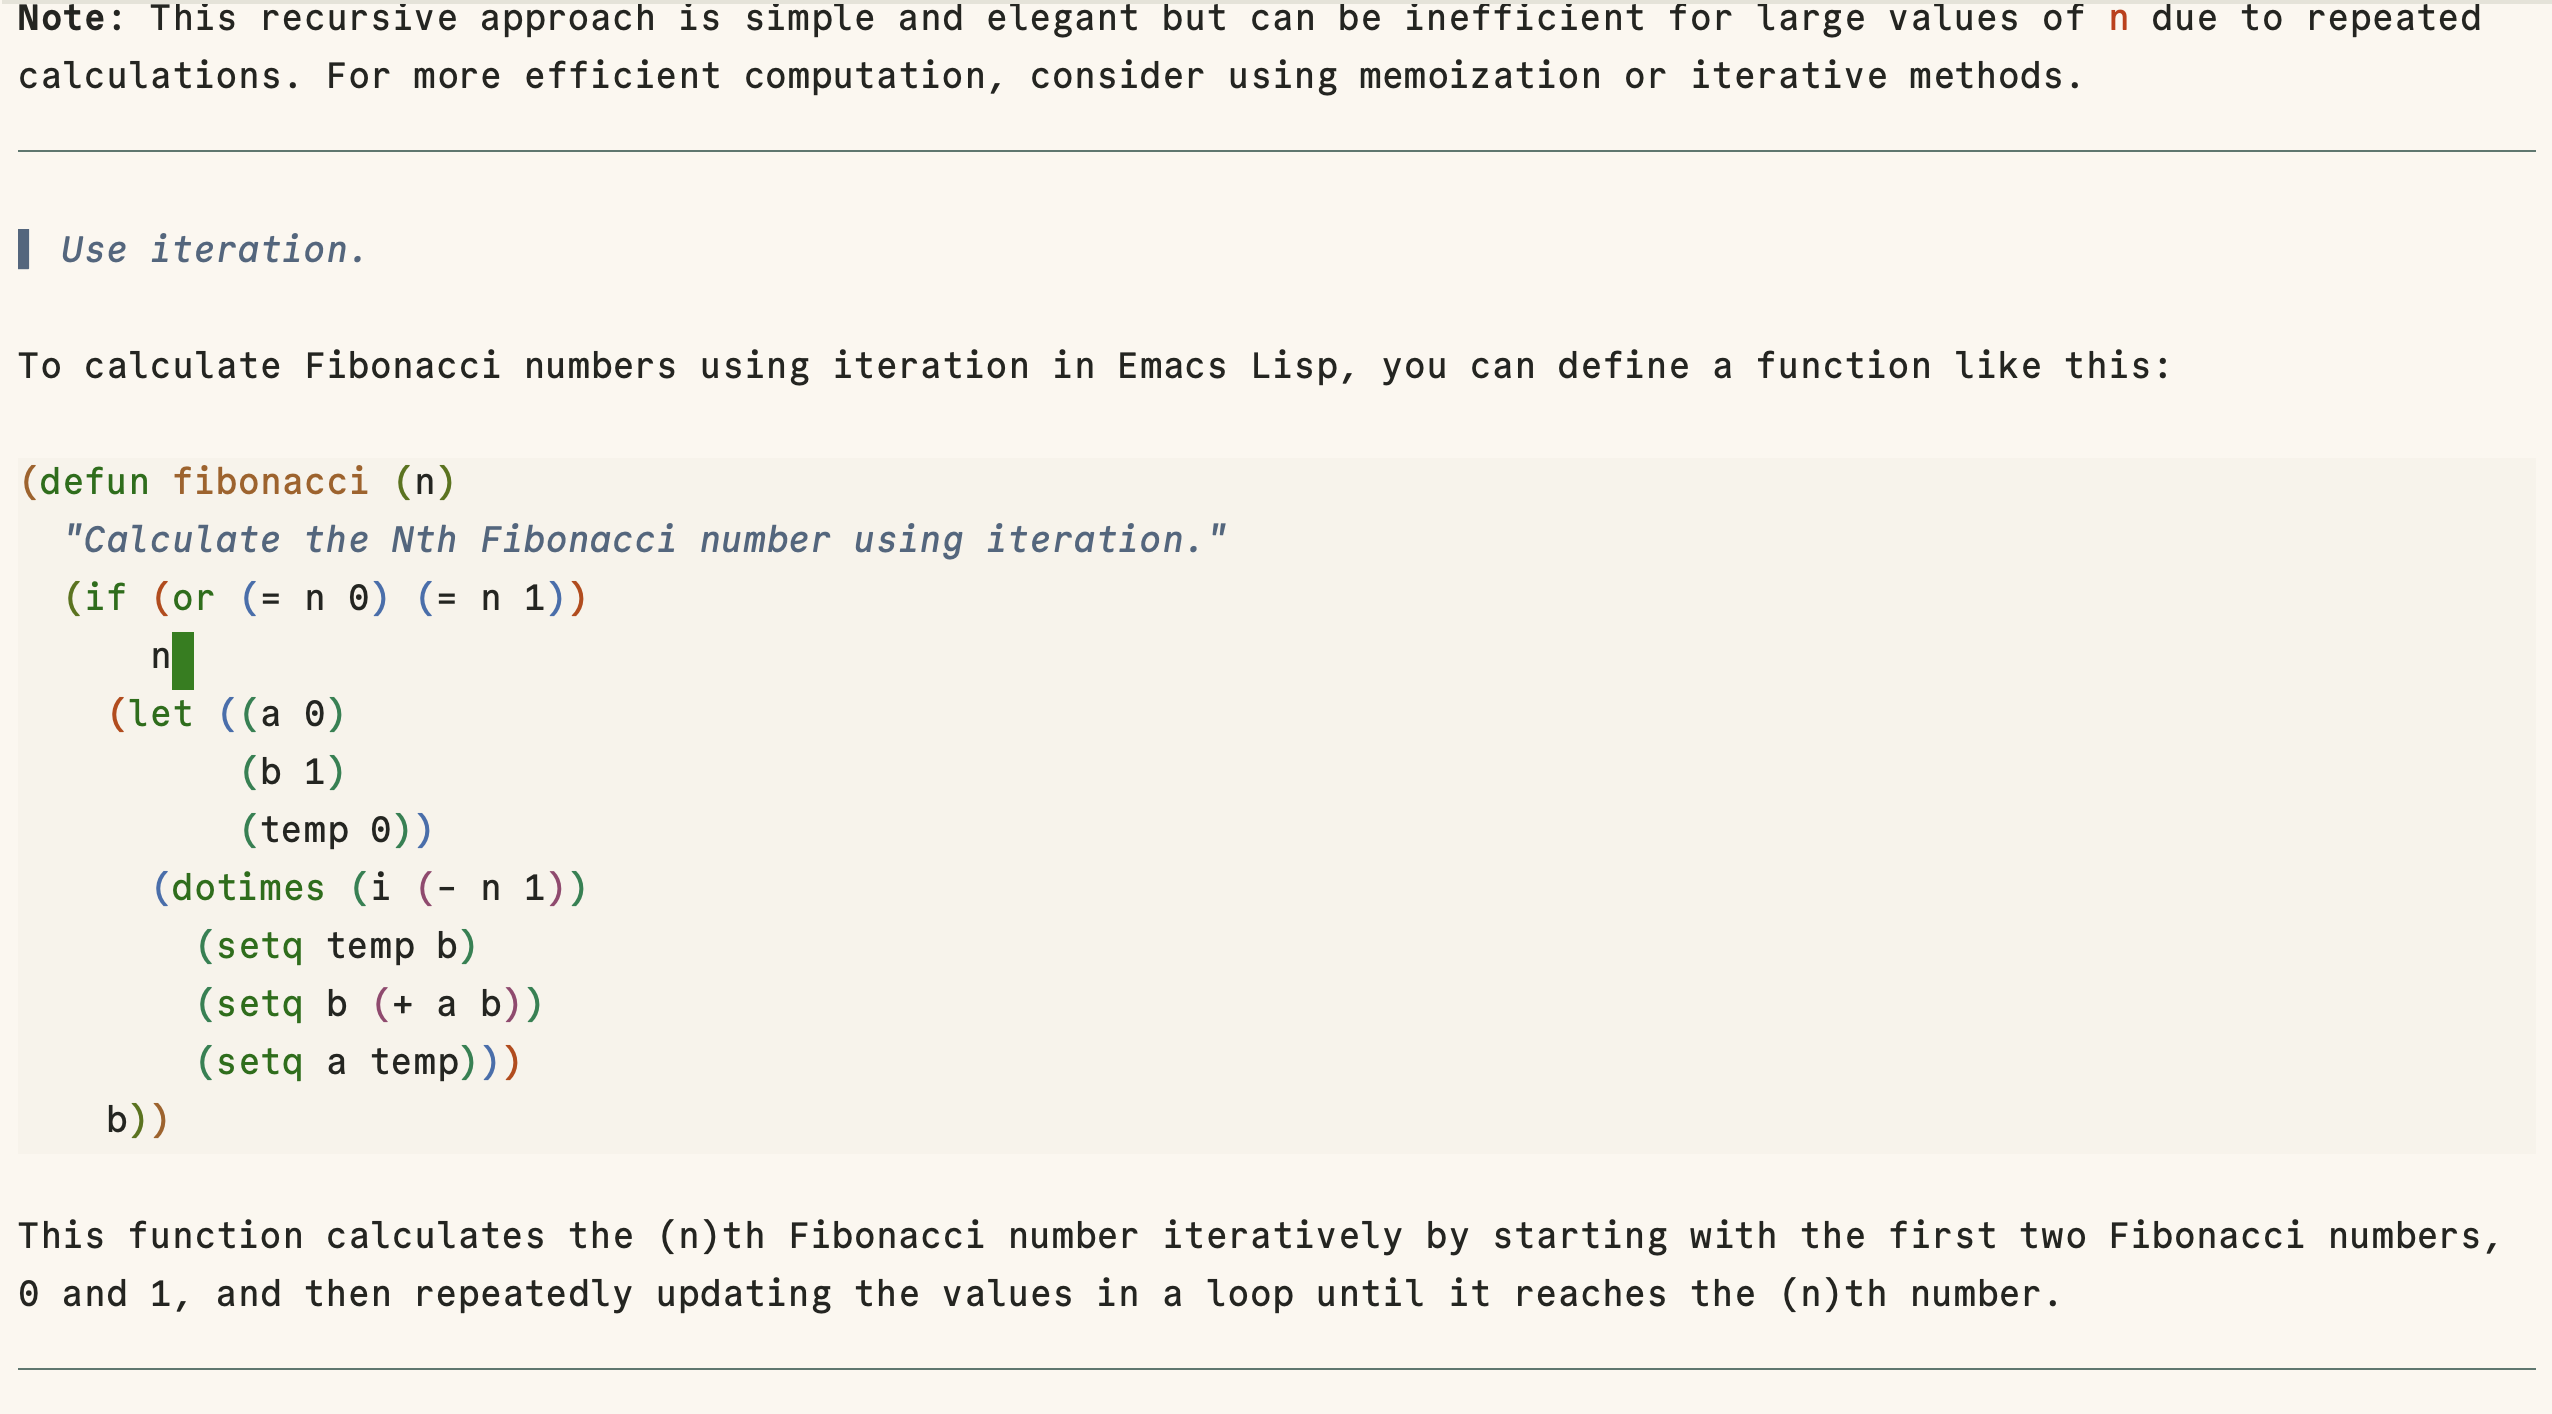 Note: This recursive approach is simple and elegant but can be inefficient for large values of n due to repeated
calculations. For more efficient computation, consider using memoization or iterative methods.
Use iteration.
To calculate Fibonacci numbers using iteration in Emacs Lisp, you can define a function like this:
(defun fibonacci (n)
  "Calculate the Nth Fibonacci number using iteration."
  (if (or (= n 0) (= n 1))
      n
    (let ((a 0)
          (b 1)
          (temp 0))
      (dotimes (i (- n 1))
        (setq temp b)
        (setq b (+ a b))
        (setq a temp)))
    b))
This function calculates the (n)th Fibonacci number iteratively by starting with the first two Fibonacci numbers,
0 and 1, and then repeatedly updating the values in a loop until it reaches the (n)th number.